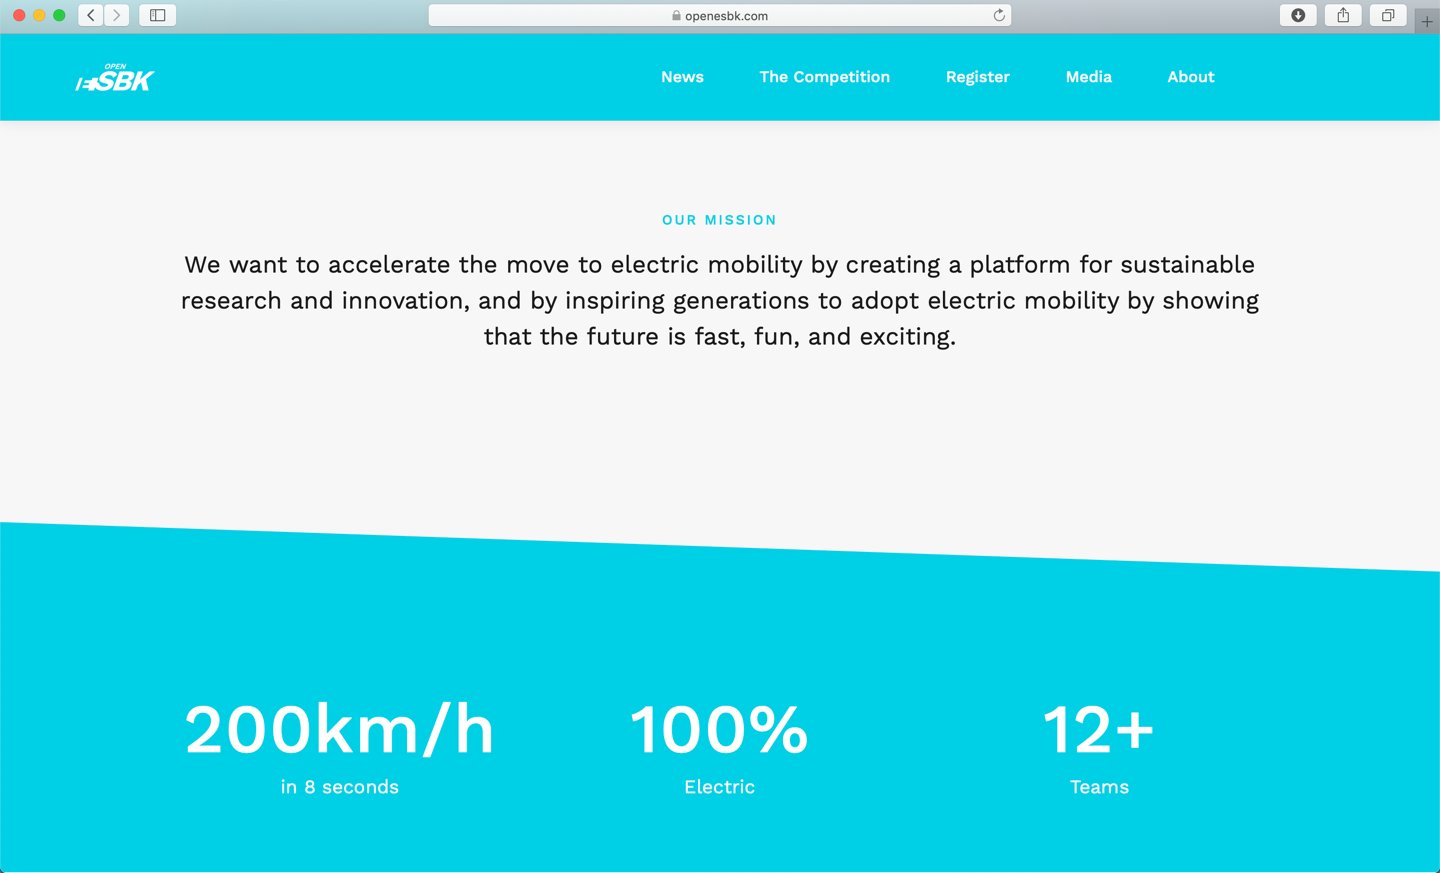 openesbk.com
OPEN
eSBK
News
The Competition
Register
Media
About
OUR MISSION
We want to accelerate the move to electric mobility by creating a platform for sustainable
research and innovation, and by inspiring generations to adopt electric mobility by showing
that the future is fast, fun, and exciting.
200km/h
in 8 seconds
100%
Electric
12+
Teams